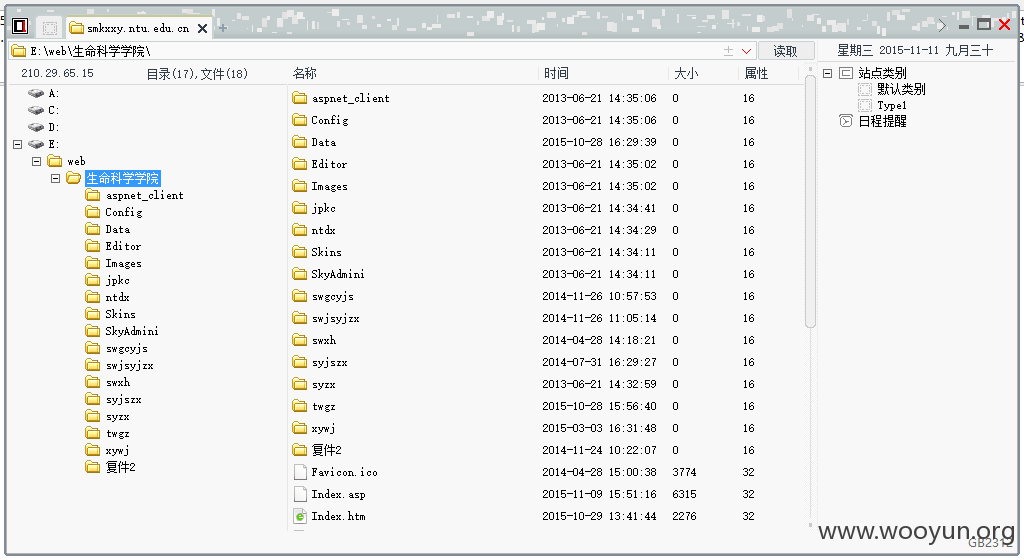 smkxxy.ntu.edu.cn
E:\web\生命科学学院\
读取
星期三 2015-11-11 九月三十
210.29.65.15 目录(17),文件(18)
A:
C:
D:
E:
web
生命科学学院
aspnet_client
Config
Data
Editor
Images
jpkc
ntdx
Skins
SkyAdmini
swgcyjs
swjsyjzx
swxh
syjszx
syzx
twgz
xywj
复件2
名称 时间 大小 属性
aspnet_client 2013-06-21 14:35:06 0 16
Config 2013-06-21 14:35:06 0 16
Data 2015-10-28 16:29:39 0 16
Editor 2013-06-21 14:35:02 0 16
Images 2013-06-21 14:35:02 0 16
jpkc 2013-06-21 14:34:41 0 16
ntdx 2013-06-21 14:34:29 0 16
Skins 2013-06-21 14:34:11 0 16
SkyAdmini 2013-06-21 14:34:11 0 16
swgcyjs 2014-11-26 10:57:53 0 16
swjsyjzx 2014-11-26 11:05:14 0 16
swxh 2014-04-28 14:18:21 0 16
syjszx 2014-07-31 16:29:27 0 16
syzx 2013-06-21 14:32:59 0 16
twgz 2015-10-28 15:56:40 0 16
xywj 2015-03-03 16:31:48 0 16
复件2 2014-11-24 10:22:07 0 16
Favicon.ico 2014-04-28 15:00:38 3774 32
Index.asp 2015-11-09 15:51:16 6315 32
Index.htm 2015-10-29 13:41:44 2276 32
站点类别
默认类别
Type1
日程提醒
www.wooyun.org
GB2312